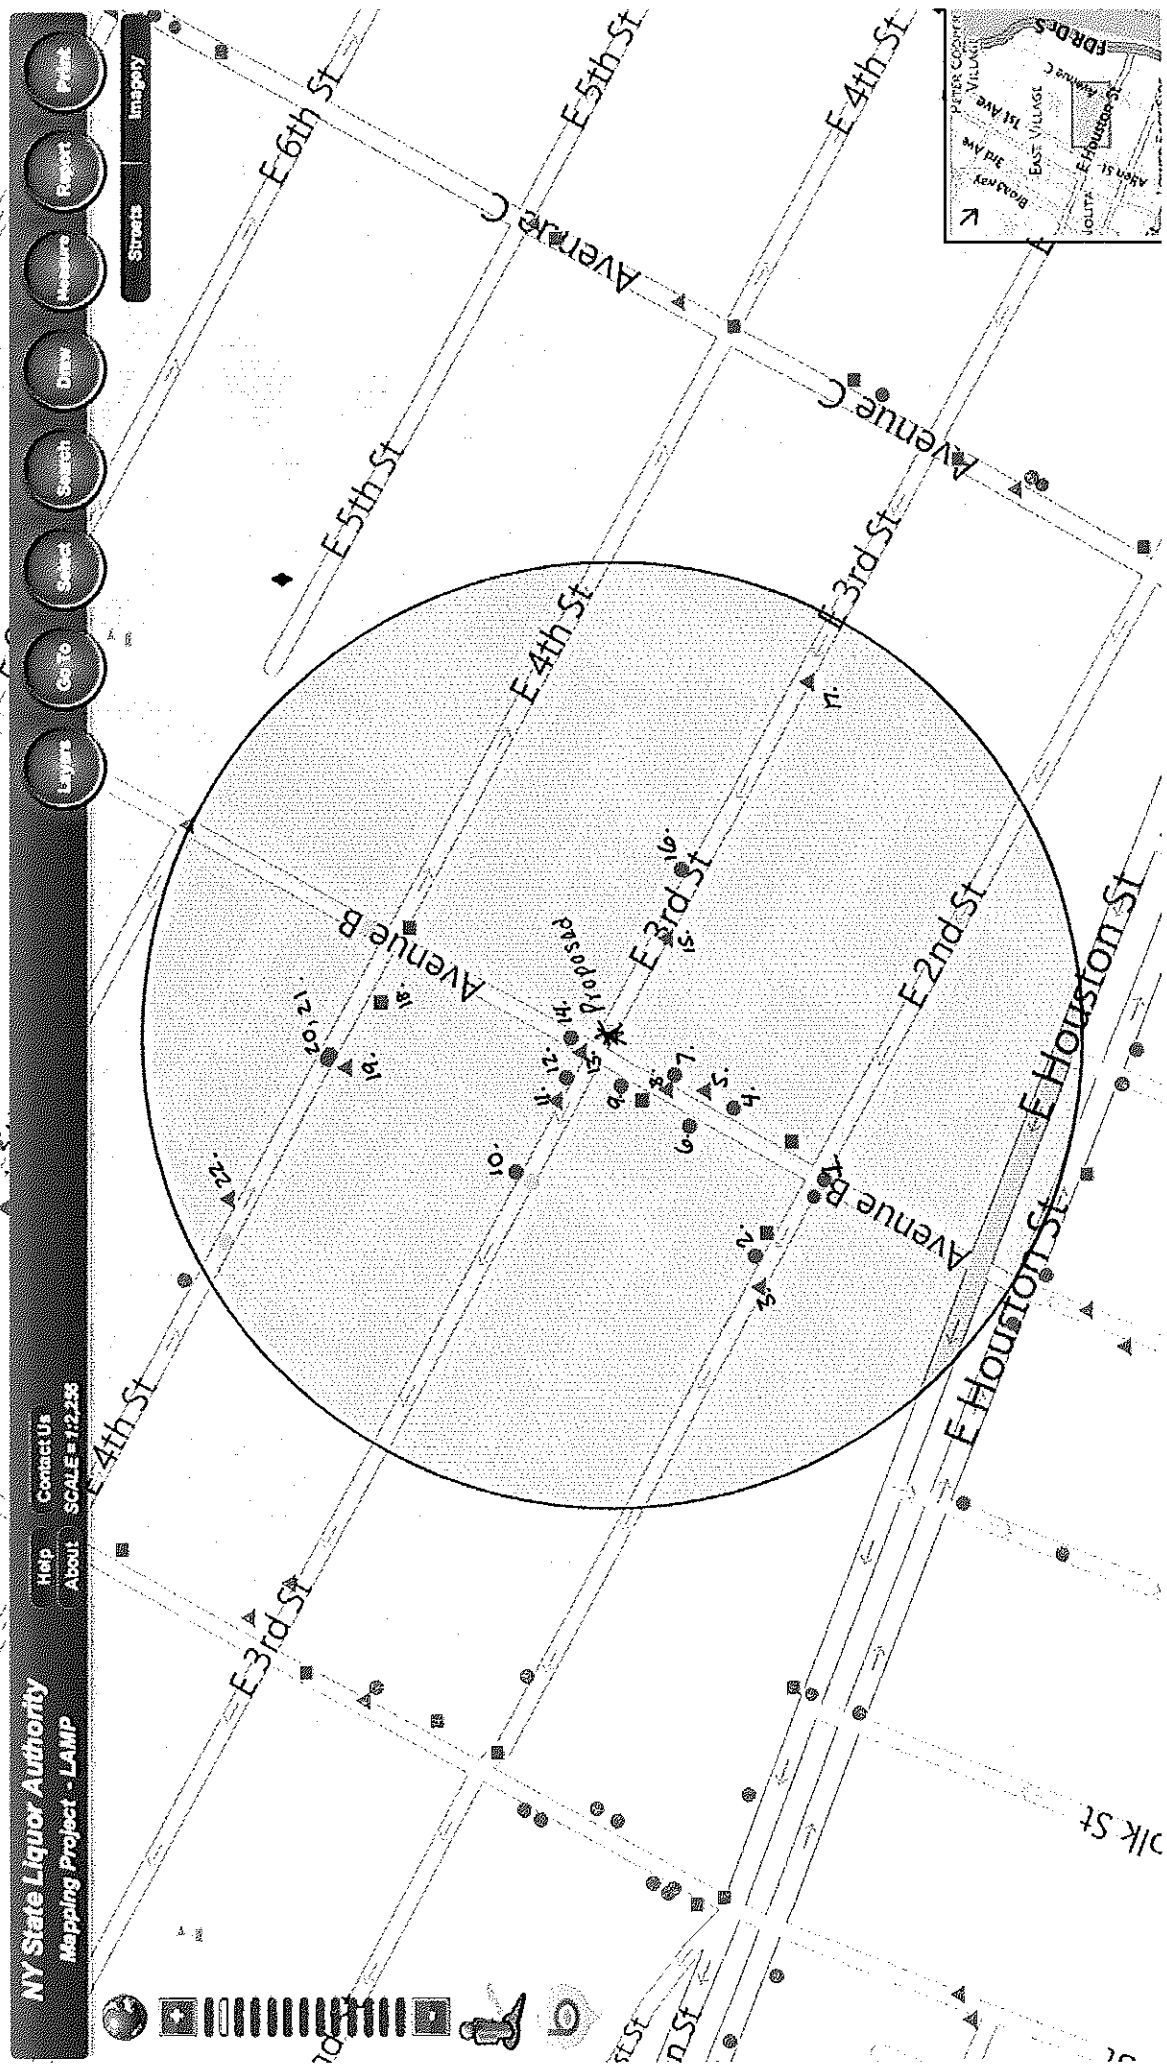 NY State Liquor Authority
Mapping Project - LAMP
Help
Contact Us
About
SCALE = 1:2,256
Layers
Go To
Select
Search
Draw
Measure
Report
Print
Streets
Imagery
E 6th St
E 5th St
E 5th St
E 4th St
E 4th St
E 4th St
E 3rd St
E 3rd St
E 3rd St
E 2nd St
Avenue B
Avenue B
Avenue B
Avenue C
Avenue C
E Houston St
E Houston St
Proposed
2.
3.
4.
5.
6.
7.
8.
9.
10.
11.
12.
13.
14.
15.
16.
17.
18.
19.
20, 21.
22.
PETER COOPER
VILLAGE
FDR Dr S
Avenue C
1st Ave
3rd Ave
Broadway
EAST VILLAGE
E Houston St
Allen St